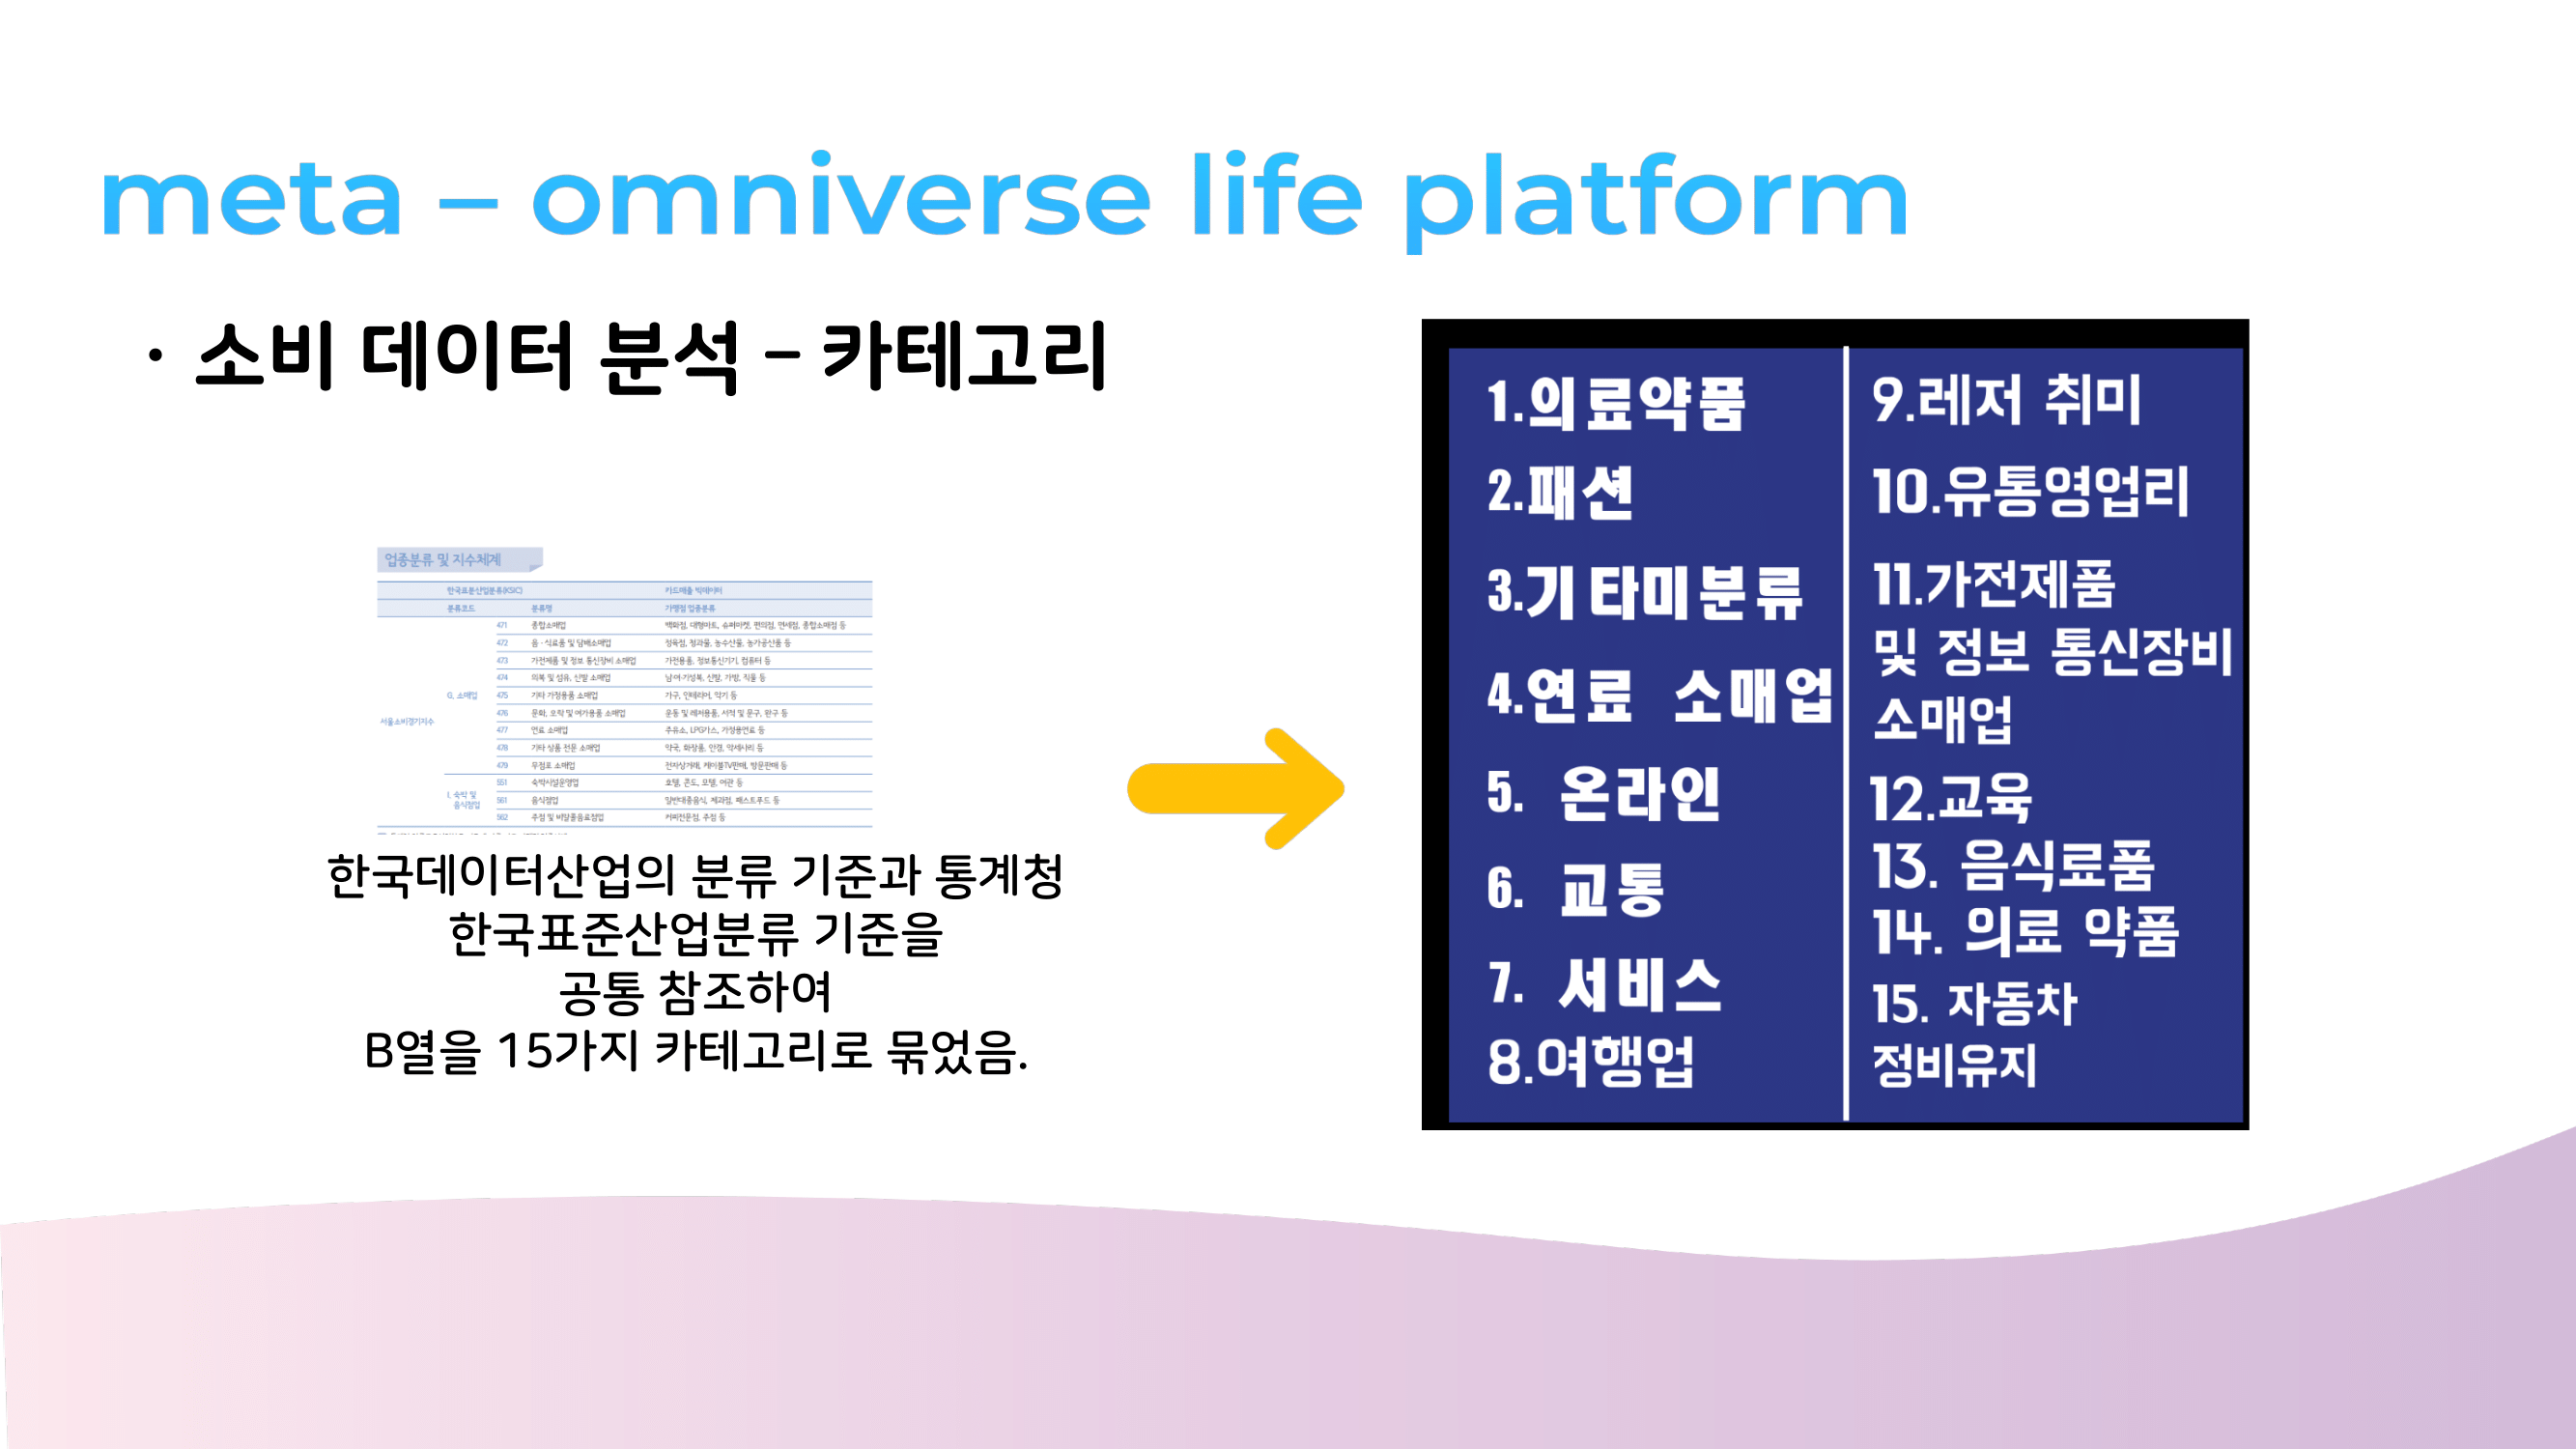 meta – omniverse life platform
· 소비 데이터 분석 – 카테고리
업종분류 및 지수체계
한국표분산업분류(KSIC) 카드매출 빅데이터
분류코드 분류명 가맹점 업종분류
471 종합소매업 백화점, 대형마트, 슈퍼마켓, 편의점, 면세점, 종합소매점 등
472 음·식료품 및 담배소매업 정육점, 청과물, 농수산물, 농가공산품 등
473 가전제품 및 정보 통신장비 소매업 가전용품, 정보통신기기, 컴퓨터 등
474 의복 및 섬유, 신발 소매업 남·여·기성복, 신발, 가방, 직물 등
G. 소매업 475 기타 가정용품 소매업 가구, 인테리어, 악기 등
476 문화, 오락 및 여가용품 소매업 운동 및 레저용품, 서적 및 문구, 완구 등
서울소비경기지수
477 연료 소매업 주유소, LPG가스, 가정용연료 등
478 기타 상품 전문 소매업 약국, 화장품, 안경, 악세사리 등
479 무점포 소매업 전자상거래, 케이블TV판매, 방문판매 등
551 숙박시설운영업 호텔, 콘도, 모텔, 여관 등
I. 숙박 및
음식점업
561 음식점업 일반대중음식, 제과점, 패스트푸드 등
562 주점 및 비알콜음료점업 커피전문점, 주점 등
한국데이터산업의 분류 기준과 통계청
한국표준산업분류 기준을
공통 참조하여
B열을 15가지 카테고리로 묶었음.
1.의료약품
2.패션
3.기타미분류
4.연료 소매업
5. 온라인
6. 교통
7. 서비스
8.여행업
9.레저 취미
10.유통영업리
11.가전제품
및 정보 통신장비
소매업
12.교육
13. 음식료품
14. 의료 약품
15. 자동차
정비유지